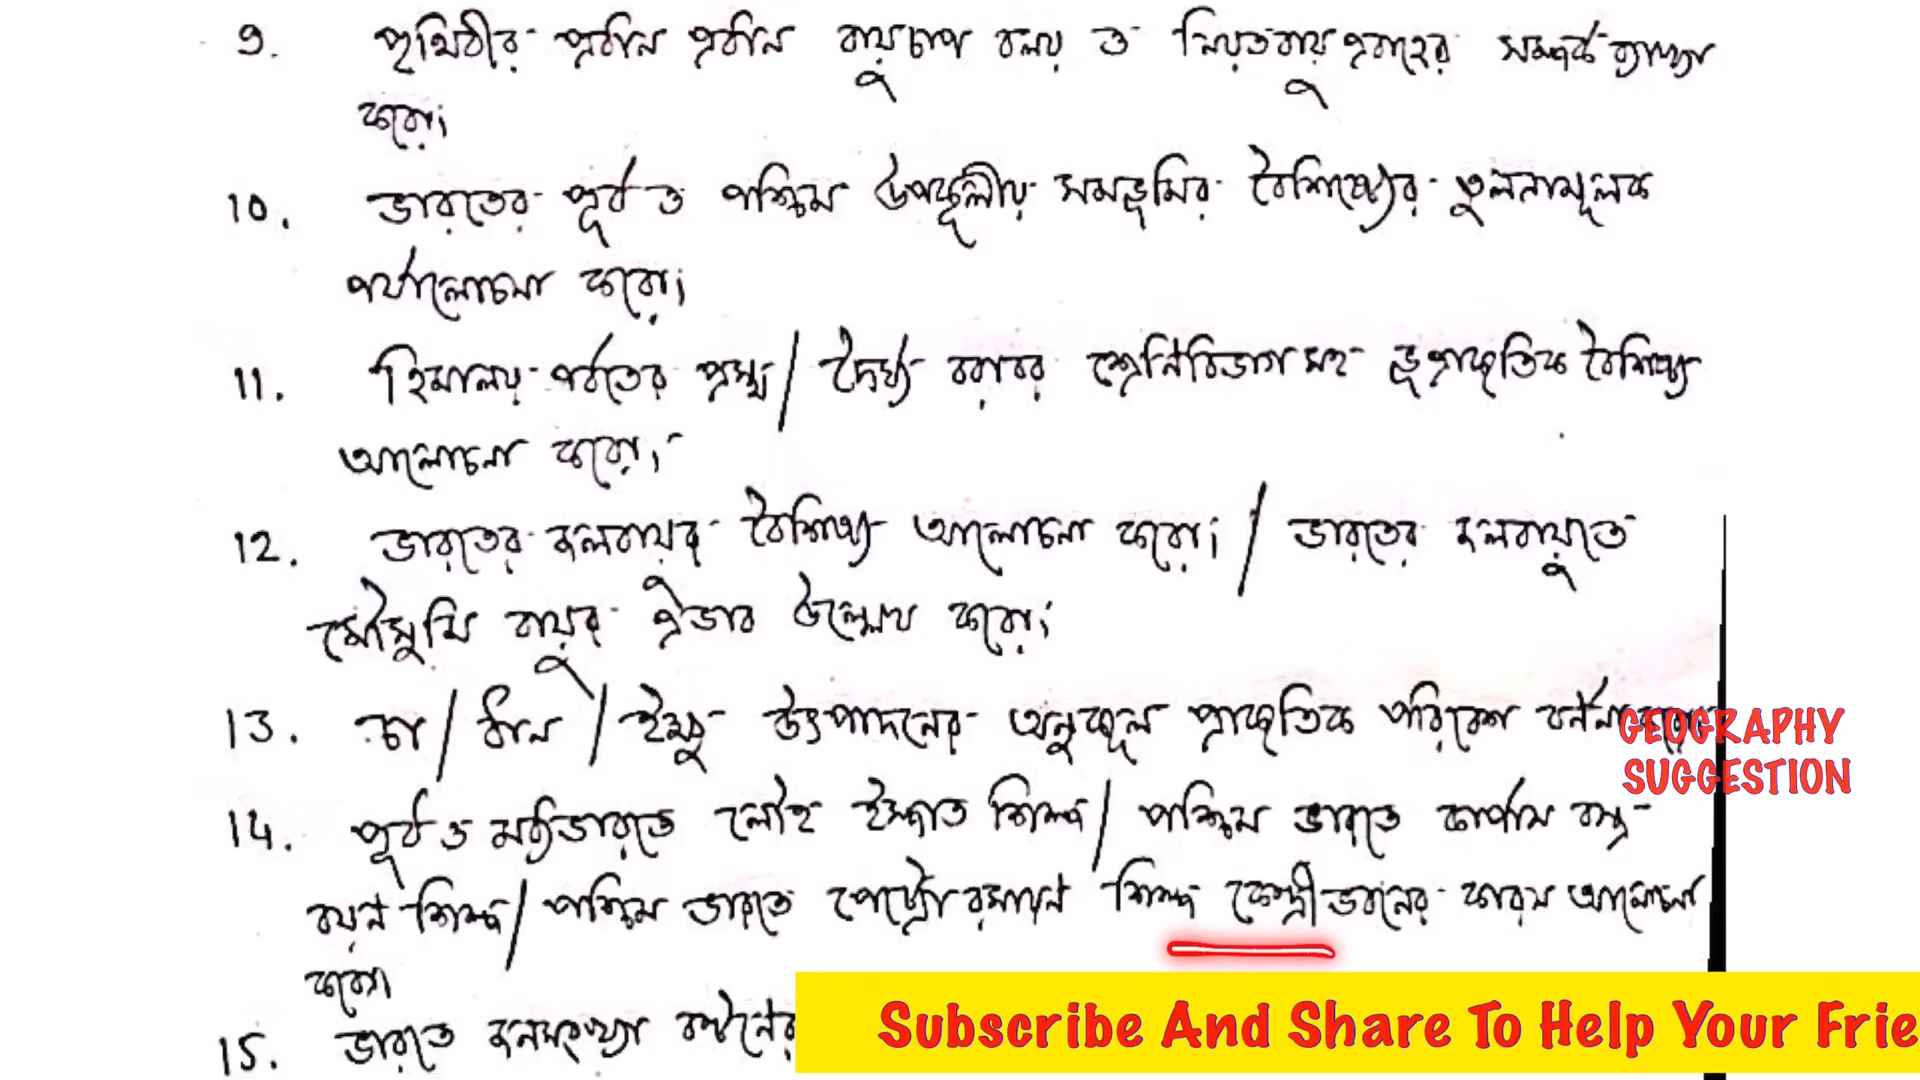 9. পৃথিবীর প্রধান প্রধান বায়ুচাপ বলয় ও নিয়তবায়ুপ্রবাহের সম্পর্ক ব্যাখ্যা
করো।
10. ভারতের পূর্ব ও পশ্চিম উপকূলীয় সমভূমির বৈশিষ্ট্যের তুলনামূলক
পর্যালোচনা করো।
11. হিমালয় পর্বতের প্রস্থ / দৈর্ঘ্য বরাবর শ্রেণিবিভাগসহ ভূপ্রাকৃতিক বৈশিষ্ট্য
আলোচনা করো।
12. ভারতের জলবায়ুর বৈশিষ্ট্য আলোচনা করো। / ভারতের জলবায়ুতে
মৌসুমি বায়ুর প্রভাব উল্লেখ করো।
13. চা / ধান / ইক্ষু উৎপাদনের অনুকূল প্রাকৃতিক পরিবেশ বর্ণনা
GEOGRAPHY
SUGGESTION
14. পূর্ব ও মধ্যভারতে লৌহ ইস্পাত শিল্প / পশ্চিম ভারতে কার্পাস বস্ত্র
বয়ন শিল্প / পশ্চিম ভারতে পেট্রোরসায়ন শিল্প কেন্দ্রীভবনের কারণ আলোচনা
করো।
15. ভারতে জনসংখ্যা বণ্টনের
Subscribe And Share To Help Your Frie